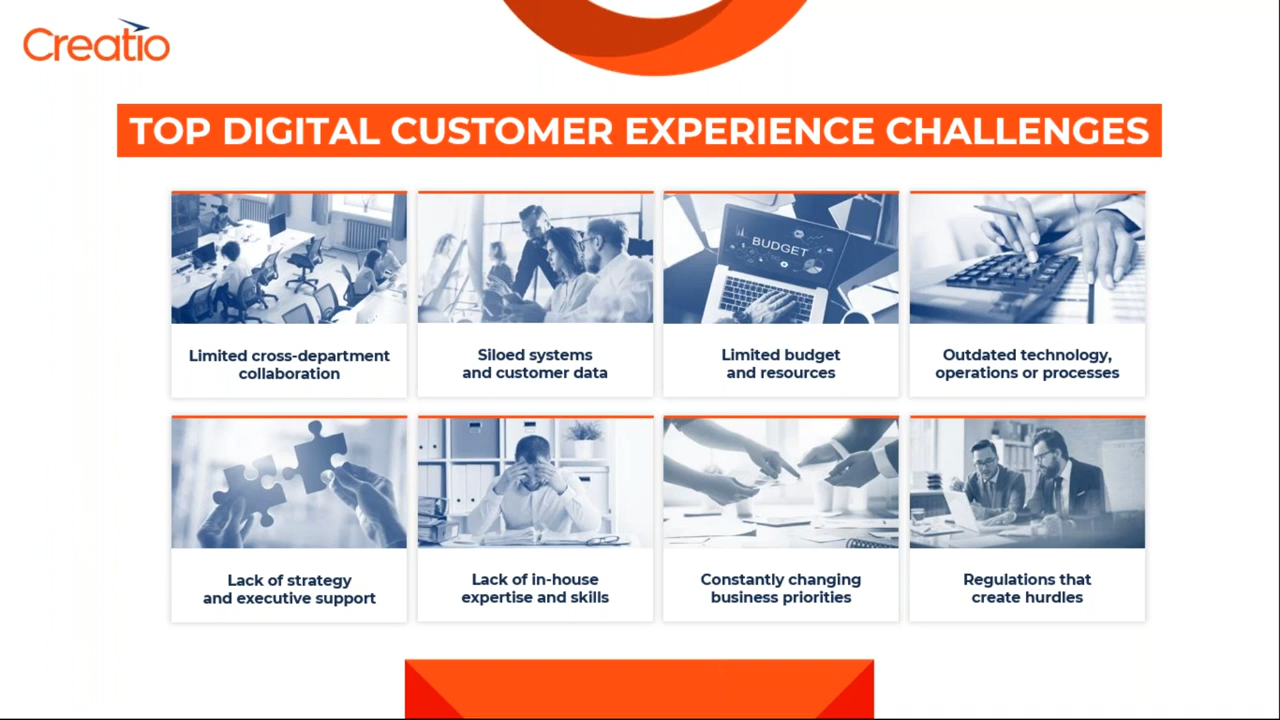 Creatio
TOP DIGITAL CUSTOMER EXPERIENCE CHALLENGES
BUDGET
Limited cross-department
collaboration
Siloed systems
and customer data
Limited budget
and resources
Outdated technology,
operations or processes
Lack of strategy
and executive support
Lack of in-house
expertise and skills
Constantly changing
business priorities
Regulations that
create hurdles